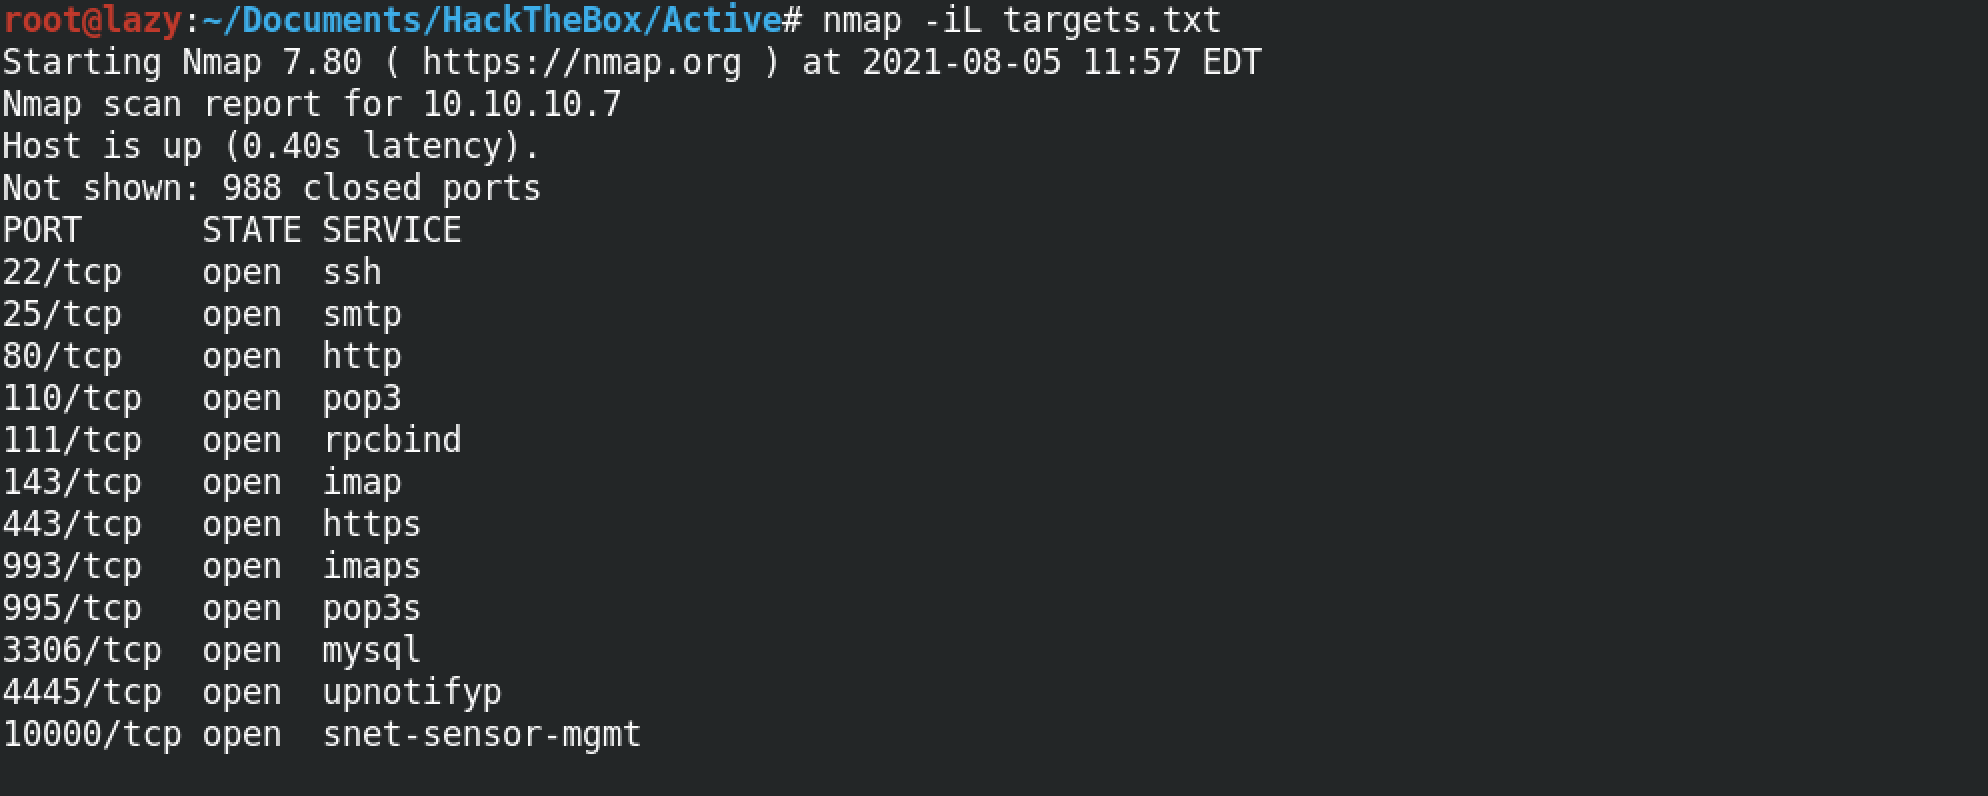 root@lazy:~/Documents/HackTheBox/Active# nmap -iL targets.txt
Starting Nmap 7.80 ( https://nmap.org ) at 2021-08-05 11:57 EDT
Nmap scan report for 10.10.10.7
Host is up (0.40s latency).
Not shown: 988 closed ports
PORT      STATE SERVICE
22/tcp    open  ssh
25/tcp    open  smtp
80/tcp    open  http
110/tcp   open  pop3
111/tcp   open  rpcbind
143/tcp   open  imap
443/tcp   open  https
993/tcp   open  imaps
995/tcp   open  pop3s
3306/tcp  open  mysql
4445/tcp  open  upnotifyp
10000/tcp open  snet-sensor-mgmt